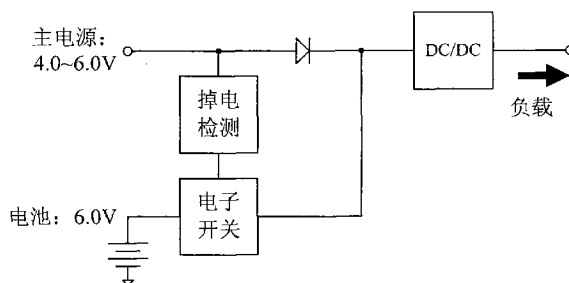 主电源：
4.0~6.0V
DC/DC
负载
掉电
检测
电子
开关
电池：6.0V